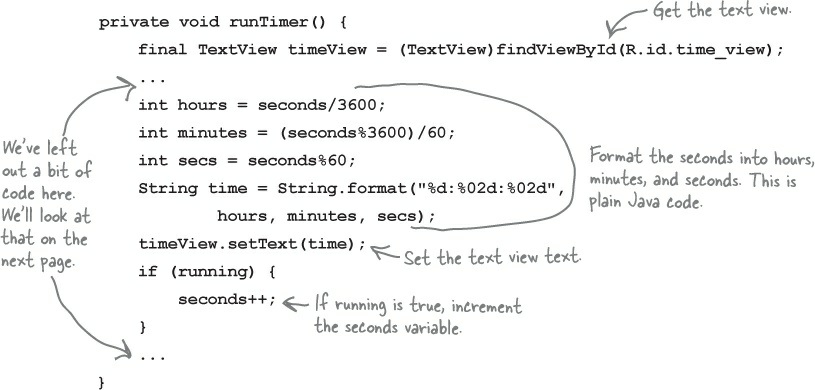 Get the text view.
private void runTimer() {
final TextView timeView = (TextView)findViewById(R.id.time_view);
...
int hours = seconds/3600;
int minutes = (seconds%3600)/60;
int secs = seconds%60;
String time = String.format("%d:%02d:%02d",
hours, minutes, secs);
timeView.setText(time);
if (running) {
seconds++;
}
...
}
We've left
out a bit of
code here.
We'll look at
that on the
next page.
Format the seconds into hours,
minutes, and seconds. This is
plain Java code.
Set the text view text.
If running is true, increment
the seconds variable.